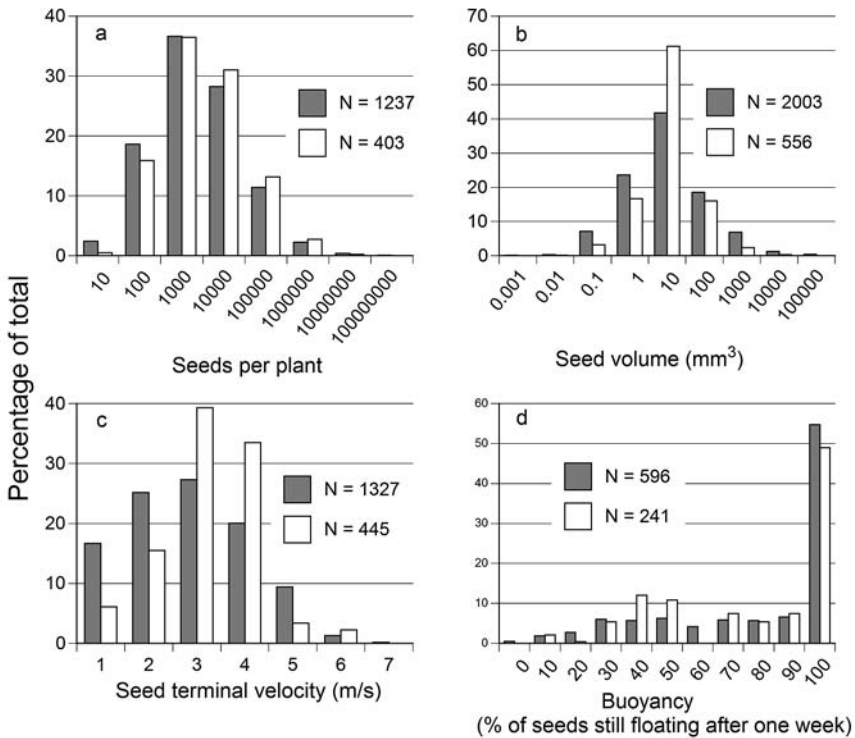 Percentage of total
a
40
30
20
10
0
N = 1237
N = 403
10
100
1000
10000
100000
1000000
10000000
100000000
Seeds per plant
b
70
60
50
40
30
20
10
0
N = 2003
N = 556
0.001
0.01
0.1
1
10
100
1000
10000
100000
Seed volume (mm³)
c
40
30
20
10
0
N = 1327
N = 445
1 2 3 4 5 6 7
Seed terminal velocity (m/s)
d
60
50
40
30
20
10
0
N = 596
N = 241
0
10
20
30
40
50
60
70
80
90
100
Buoyancy
(% of seeds still floating after one week)